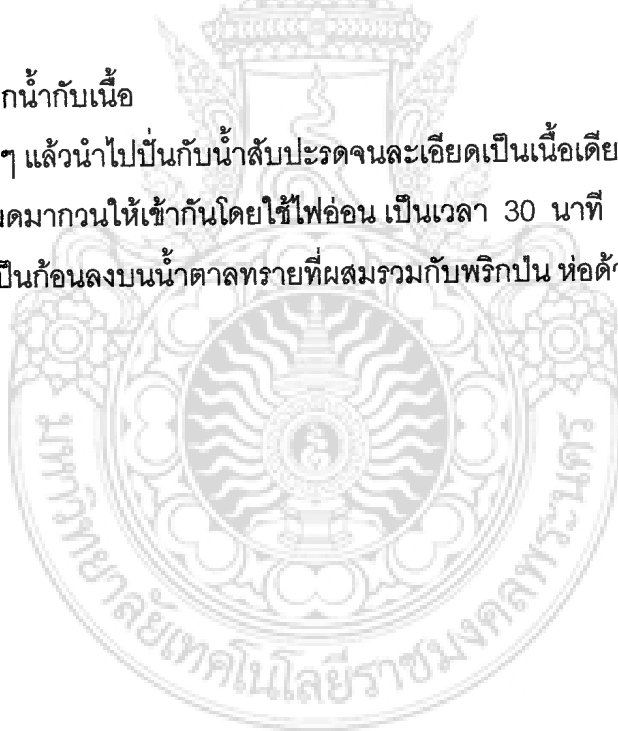 กน้ำกับเนื้อ
ๆ แล้วนำไปปั่นกับน้ำสับปะรดจนละเอียดเป็นเนื้อเดีย
มดมากวนให้เข้ากันโดยใช้ไฟอ่อน เป็นเวลา 30 นาที
ป็นก้อนลงบนน้ำตาลทรายที่ผสมรวมกับพริกป่น ห่อด้
มหาวิทยาลัยเทคโนโลยีราชมงคลพระนคร